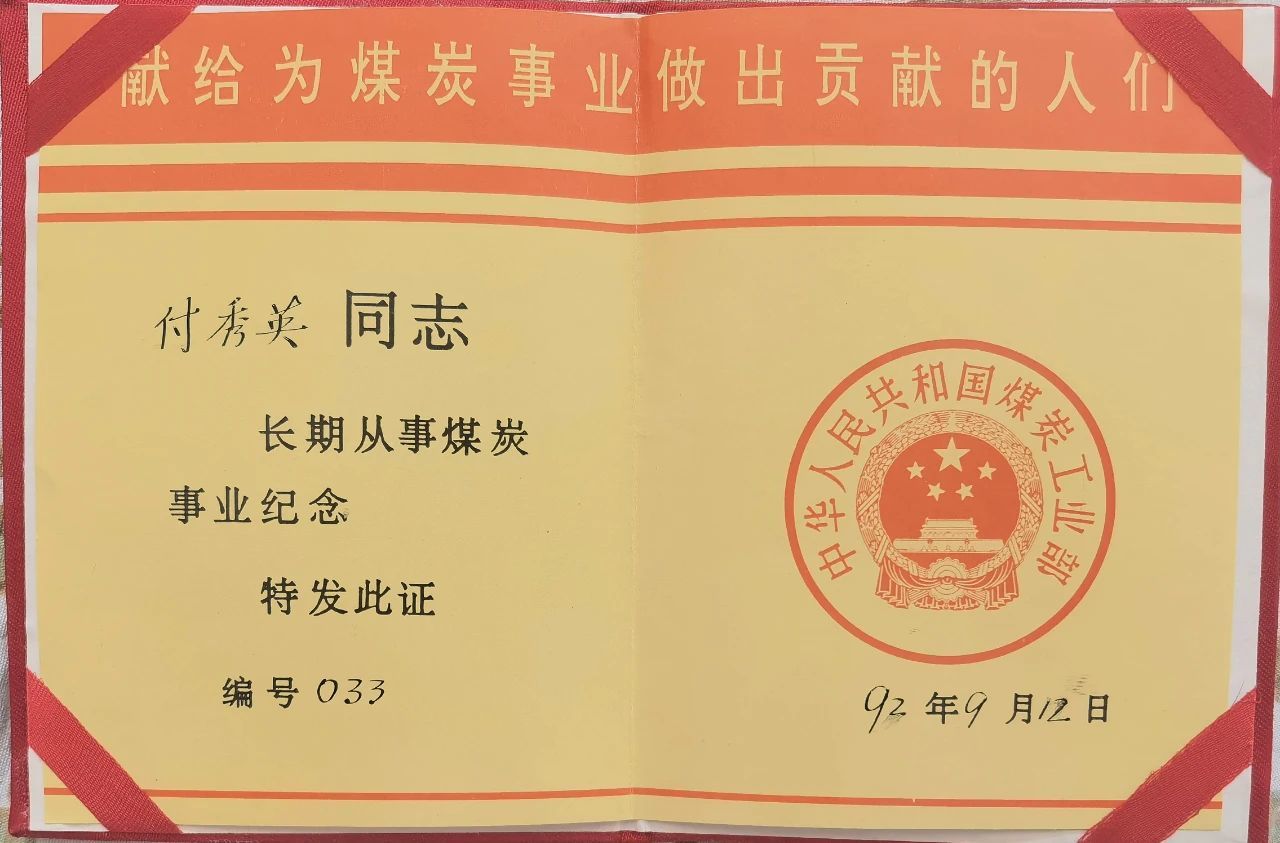 献给为煤炭事业做出贡献的人们
付秀英 同志
长期从事煤炭
事业纪念
特发此证
编号 033
中华人民共和国煤炭工业部
92 年 9 月 12 日